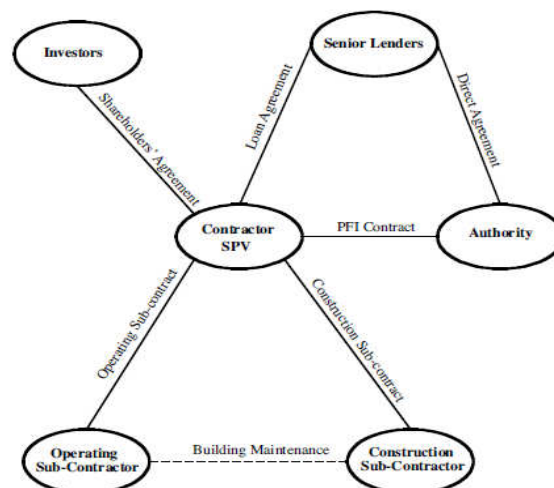 Investors
Senior Lenders
Shareholders' Agreement
Loan Agreement
Direct Agreement
Contractor
SPV
PFI Contract
Authority
Operating Sub-contract
Construction Sub-contract
Operating
Sub-Contractor
Building Maintenance
Construction
Sub-Contractor